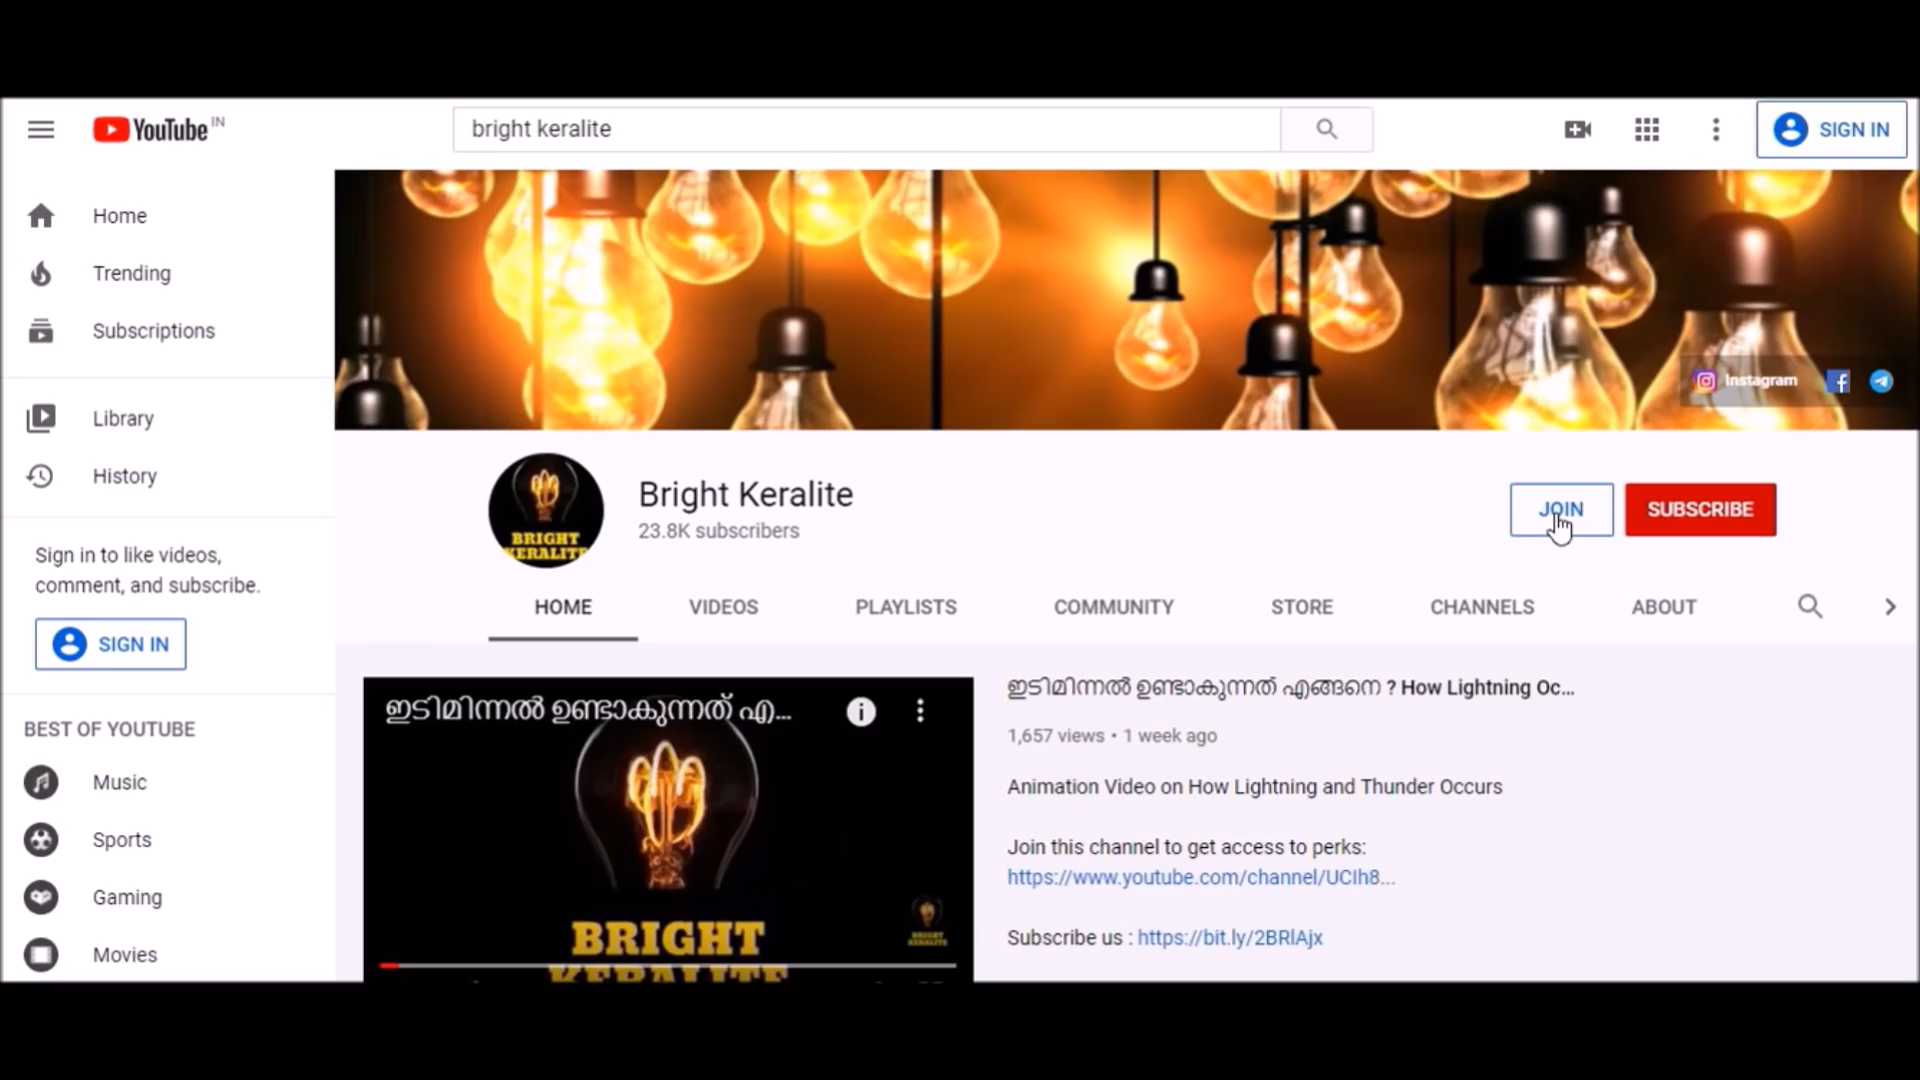 YouTube IN
bright keralite
SIGN IN
Home
Trending
Subscriptions
Library
History
Sign in to like videos,
comment, and subscribe.
SIGN IN
BEST OF YOUTUBE
Music
Sports
Gaming
Movies
Instagram
BRIGHT
KERALITE
Bright Keralite
23.8K subscribers
JOIN
SUBSCRIBE
HOME
VIDEOS
PLAYLISTS
COMMUNITY
STORE
CHANNELS
ABOUT
ഇടിമിന്നൽ ഉണ്ടാകുന്നത് എ...
BRIGHT
KERALITE
BRIGHT
KERALITE
ഇടിമിന്നൽ ഉണ്ടാകുന്നത് എങ്ങനെ ? How Lightning Oc...
1,657 views • 1 week ago
Animation Video on How Lightning and Thunder Occurs
Join this channel to get access to perks:
https://www.youtube.com/channel/UCIh8...
Subscribe us : https://bit.ly/2BRlAjx